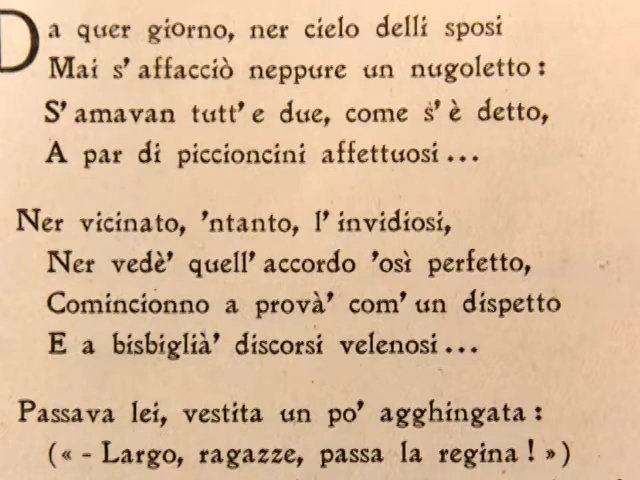 Da quer giorno, ner cielo delli sposi
Mai s' affacciò neppure un nugoletto :
S' amavan tutt' e due, come s' è detto,
A par di piccioncini affettuosi . . .
Ner vicinato, 'ntanto, l' invidiosi,
Ner vedè' quell' accordo 'osì perfetto,
Comincionno a provà' com' un dispetto
E a bisbiglià' discorsi velenosi . . .
Passava lei, vestita un po' agghingata :
(« - Largo, ragazze, passa la regina ! »)